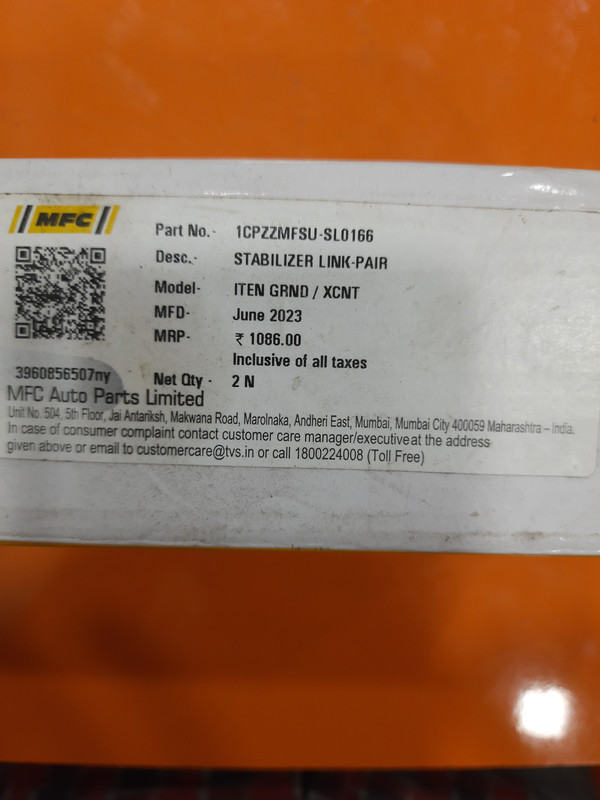 MFC
Part No.- 1CPZZMFSU-SL0166
Desc.- STABILIZER LINK-PAIR
Model- ITEN GRND / XCNT
MFD- June 2023
MRP- ₹ 1086.00
Inclusive of all taxes
3960856507ny
Net Qty - 2 N
MFC Auto Parts Limited
Unit No. 504, 5th Floor, Jai Antariksh, Makwana Road, Marolnaka, Andheri East, Mumbai, Mumbai City 400059 Maharashtra – India.
In case of consumer complaint contact customer care manager/executive at the address
given above or email to customercare@tvs.in or call 1800224008 (Toll Free)